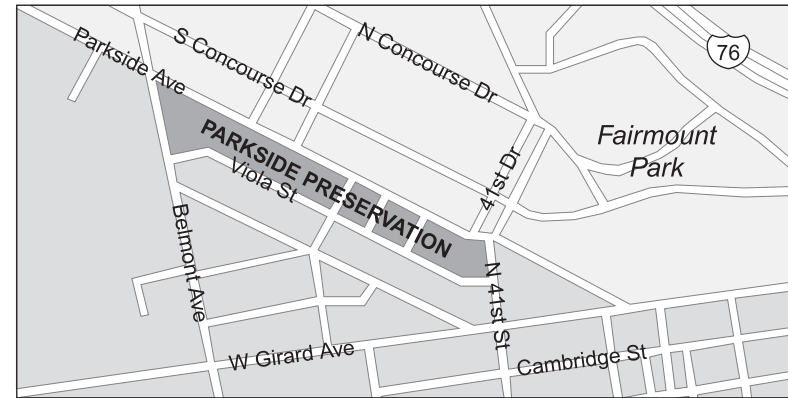 Parkside Ave
S Concourse Dr
N Concourse Dr
76
Fairmount
Park
PARKSIDE PRESERVATION
Viola St
41st Dr
Belmont Ave
N 41st St
W Girard Ave
Cambridge St